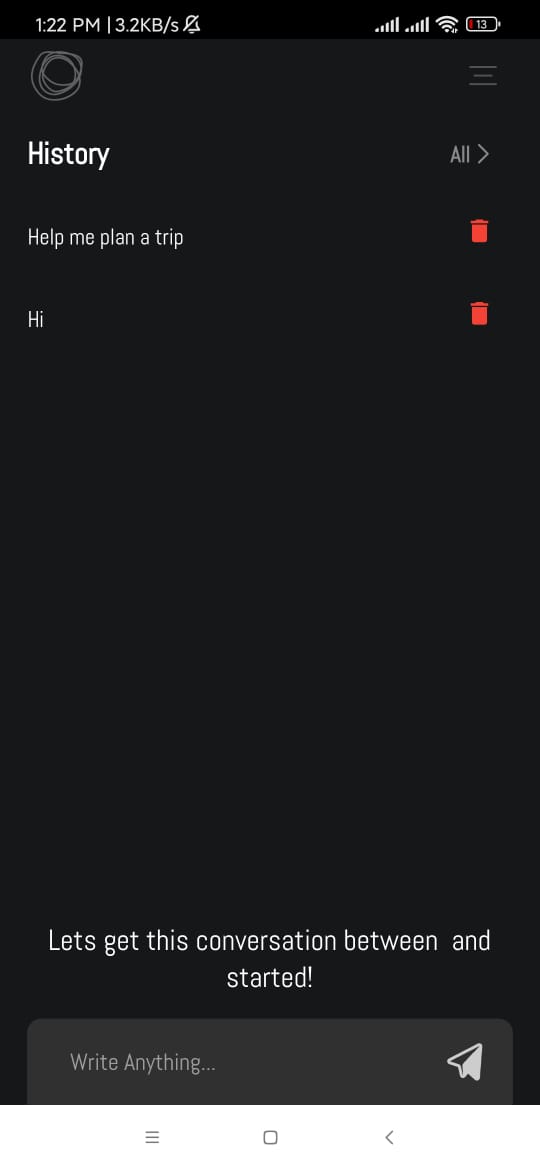 1:22 PM | 3.2KB/s
13
History
All
Help me plan a trip
Hi
Lets get this conversation between  and
started!
Write Anything...